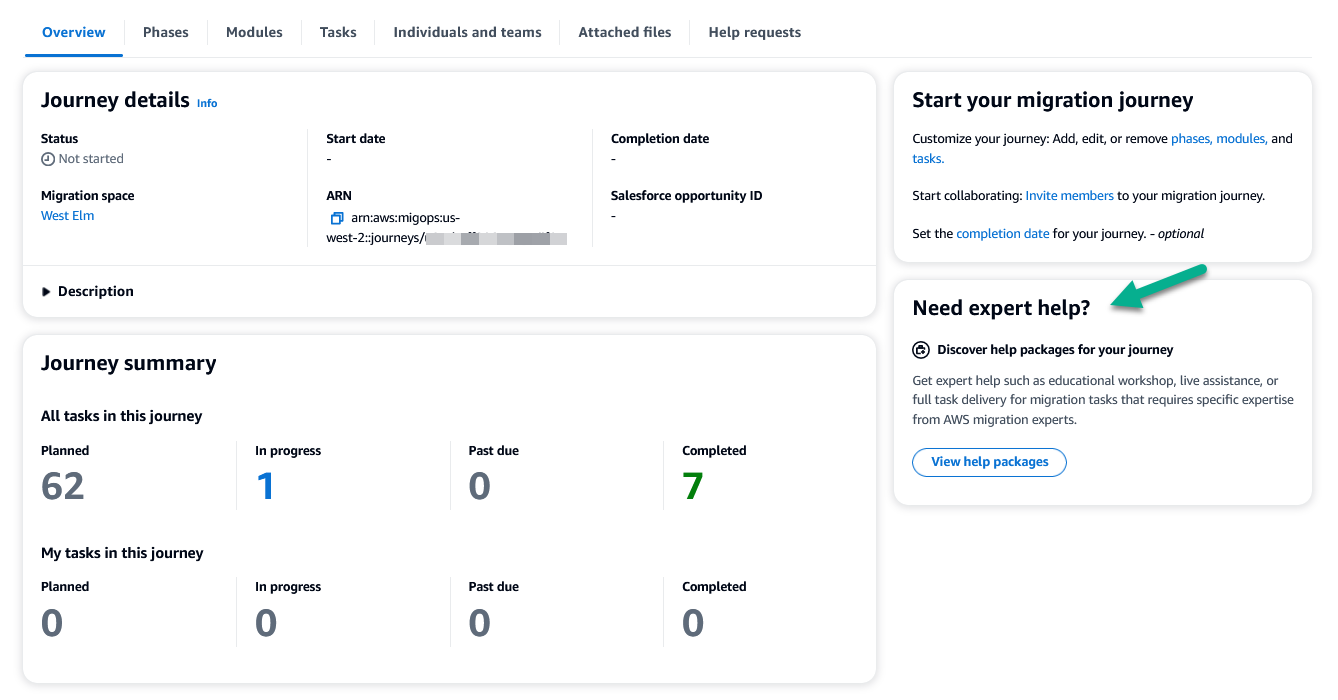 Overview
Phases
Modules
Tasks
Individuals and teams
Attached files
Help requests
Journey details Info
Status
Not started
Start date
-
Completion date
-
Migration space
West Elm
ARN
arn:aws:migops:us-
west-2::journeys/
Salesforce opportunity ID
-
Description
Journey summary
All tasks in this journey
Planned
62
In progress
1
Past due
0
Completed
7
My tasks in this journey
Planned
0
In progress
0
Past due
0
Completed
0
Start your migration journey
Customize your journey: Add, edit, or remove phases, modules, and
tasks.
Start collaborating: Invite members to your migration journey.
Set the completion date for your journey. - optional
Need expert help?
Discover help packages for your journey
Get expert help such as educational workshop, live assistance, or
full task delivery for migration tasks that requires specific expertise
from AWS migration experts.
View help packages